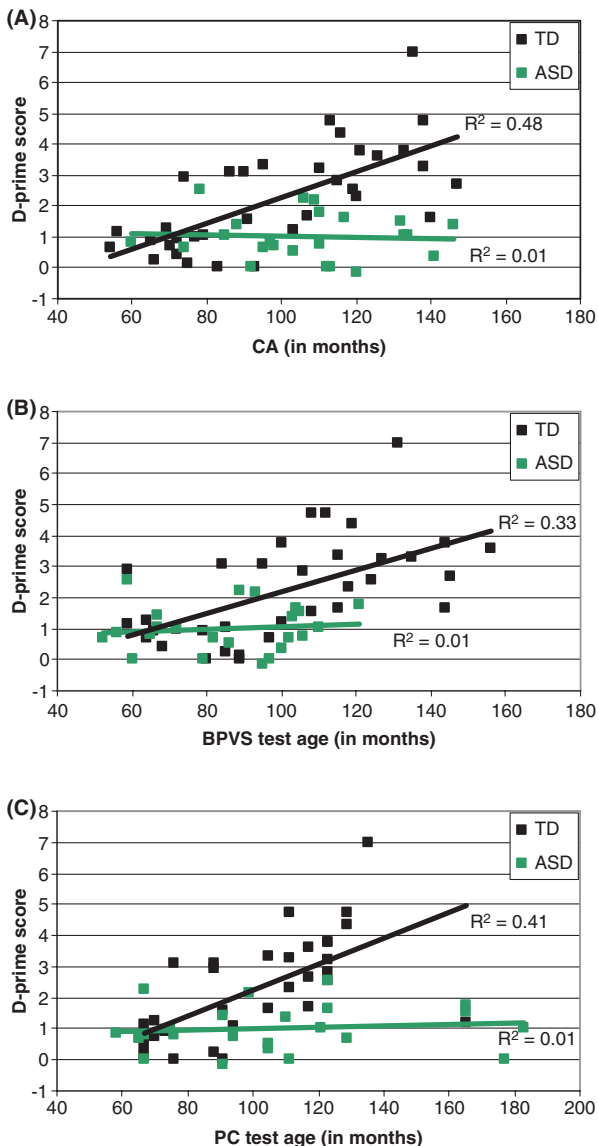 (A)
8
7
6
5
4
3
2
1
0
-1
D-prime score
TD
ASD
R² = 0.48
R² = 0.01
40 60 80 100 120 140 160 180
CA (in months)
(B)
8
7
6
5
4
3
2
1
0
-1
D-prime score
TD
ASD
R² = 0.33
R² = 0.01
40 60 80 100 120 140 160 180
BPVS test age (in months)
(C)
8
7
6
5
4
3
2
1
0
-1
D-prime score
TD
ASD
R² = 0.41
R² = 0.01
40 60 80 100 120 140 160 180 200
PC test age (in months)